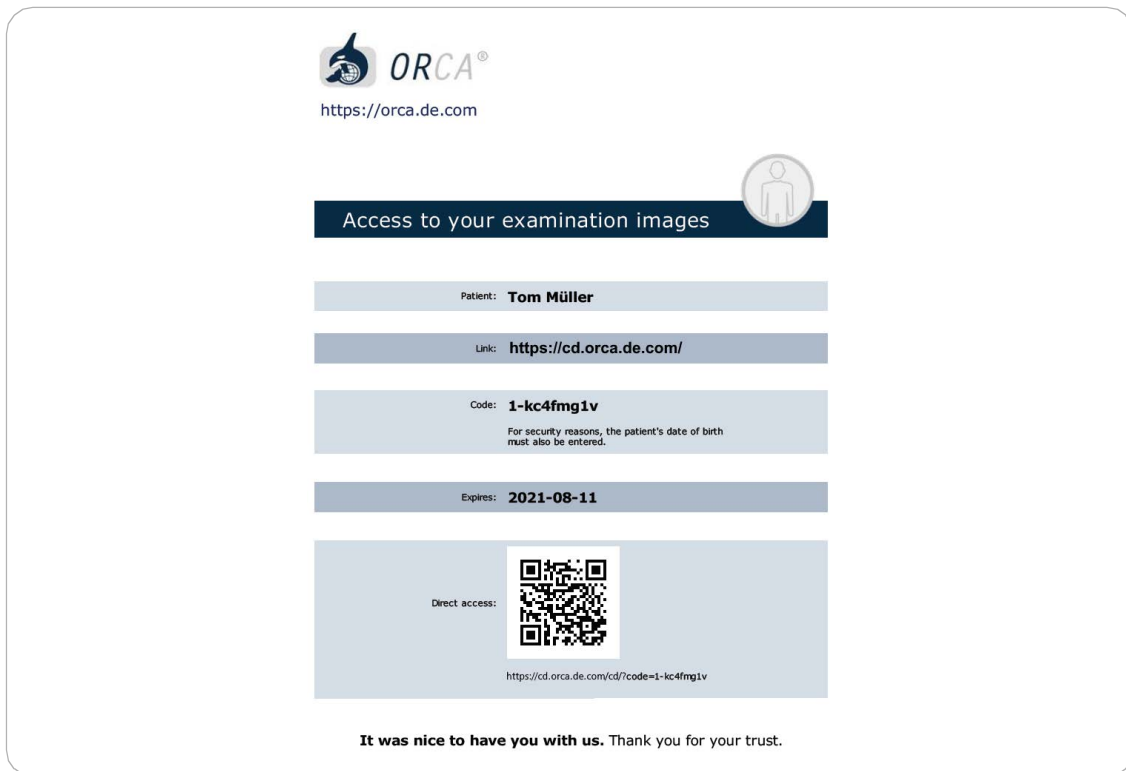 ORCA®
https://orca.de.com
Access to your examination images
Patient: Tom Müller
Link: https://cd.orca.de.com/
Code: 1-kc4fmg1v
For security reasons, the patient's date of birth
must also be entered.
Expires: 2021-08-11
Direct access:
https://cd.orca.de.com/cd/?code=1-kc4fmg1v
It was nice to have you with us. Thank you for your trust.